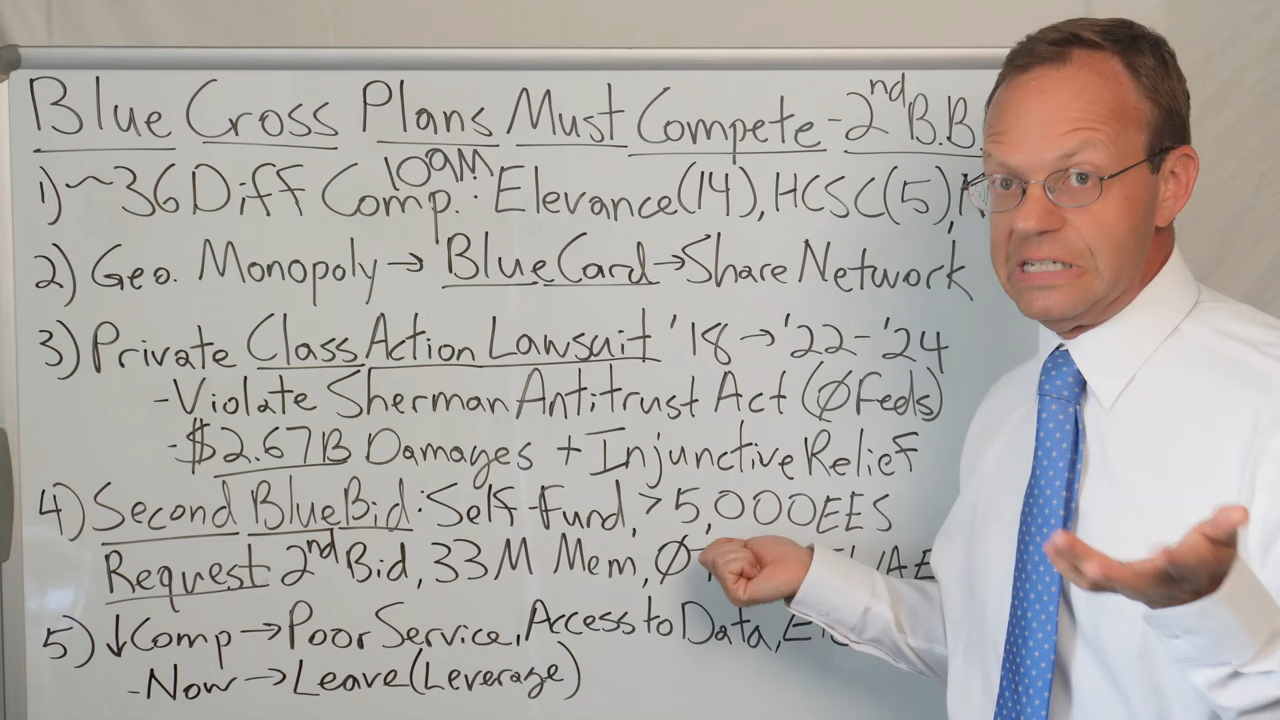 Blue Cross Plans Must Compete-2nd B.B.
1)~36 Diff Comp.: Elevance(14), HCSC(5),
109M
2) Geo. Monopoly→BlueCard→Share Network
3) Private Class Action Lawsuit '18→'22-'24
-Violate Sherman Antitrust Act (ØFeds)
-$2.67B Damages + Injunctive Relief
4) Second Blue Bid: Self-Fund, >5,000EES
Request 2nd Bid, 33M Mem, Ø
5) ↓Comp→Poor Service, Access to Data,
-Now→Leave(Leverage)